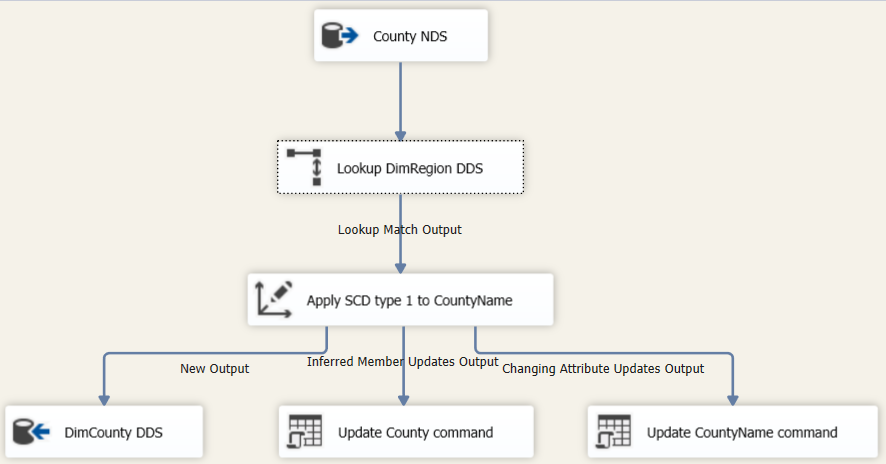 County NDS
Lookup DimRegion DDS
Lookup Match Output
Apply SCD type 1 to CountyName
New Output
Inferred Member Updates Output
Changing Attribute Updates Output
DimCounty DDS
Update County command
Update CountyName command